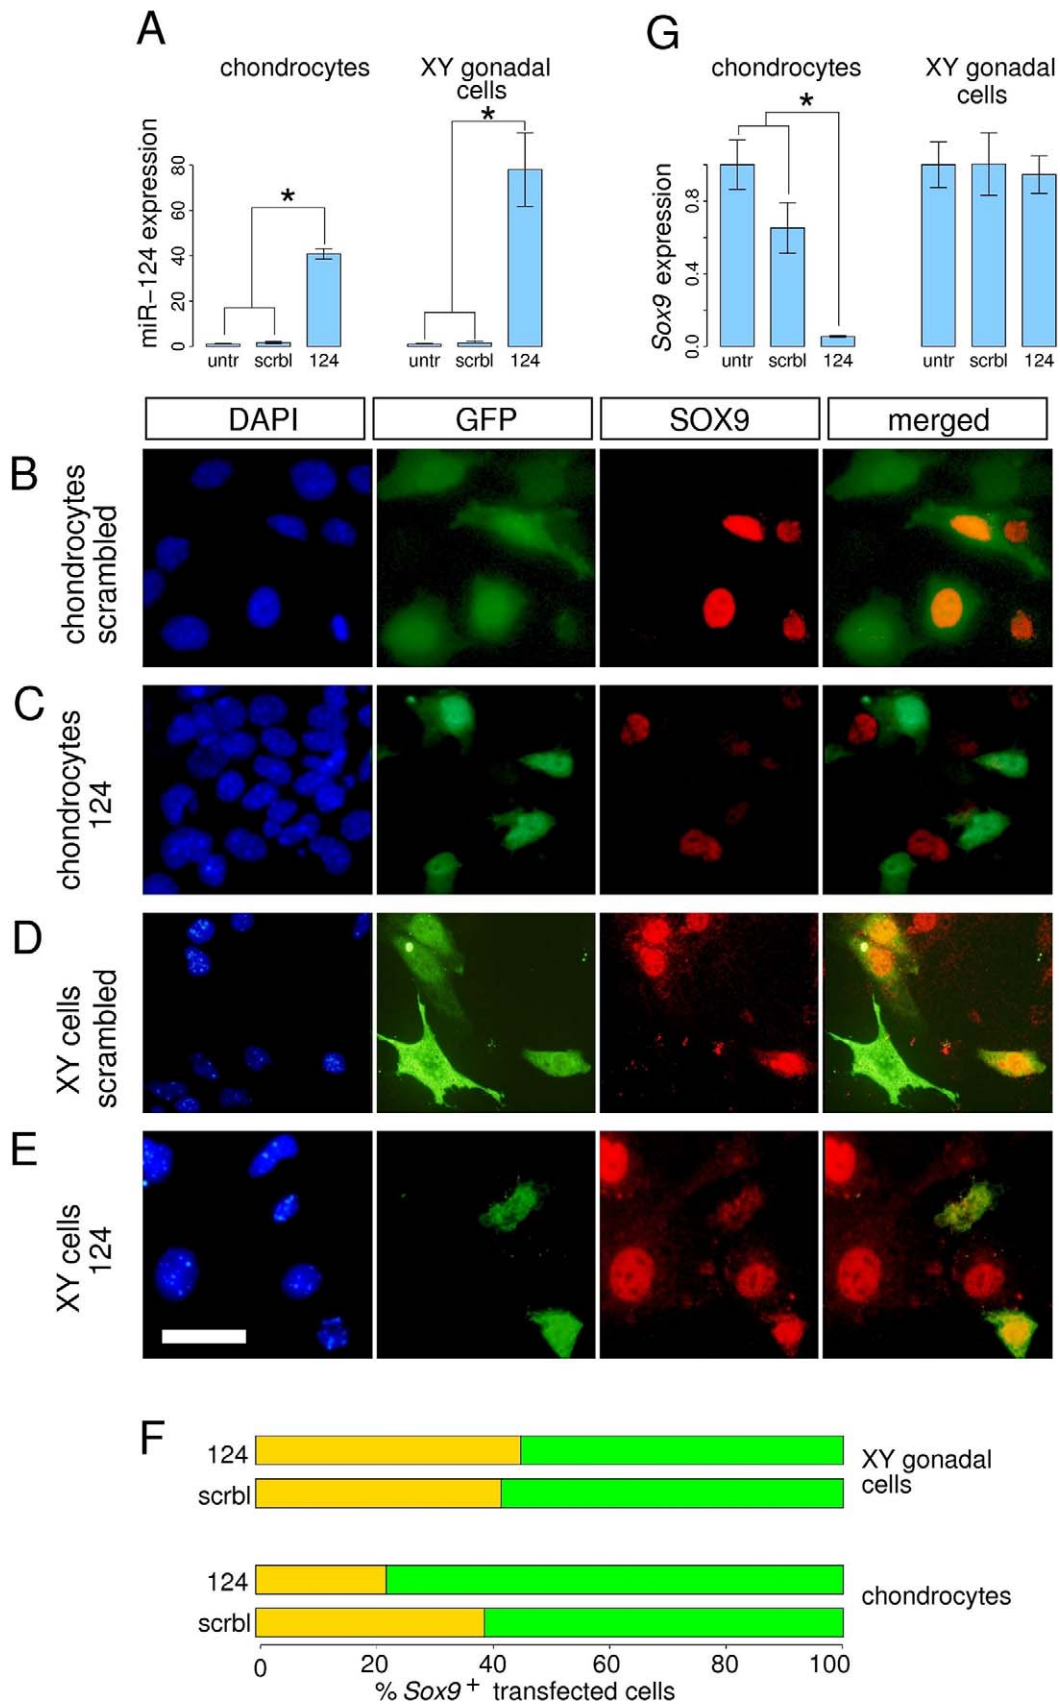 A
chondrocytes
XY gonadal
cells
miR−124 expression
0
20
40
60
80
*
*
untr
scrbl
124
untr
scrbl
124
G
chondrocytes
XY gonadal
cells
Sox9 expression
0.0
0.4
0.8
*
untr
scrbl
124
untr
scrbl
124
DAPI
GFP
SOX9
merged
B
chondrocytes
scrambled
C
chondrocytes
124
D
XY cells
scrambled
E
XY cells
124
F
124
scrbl
XY gonadal
cells
124
scrbl
chondrocytes
0
20
40
60
80
100
% Sox9+ transfected cells